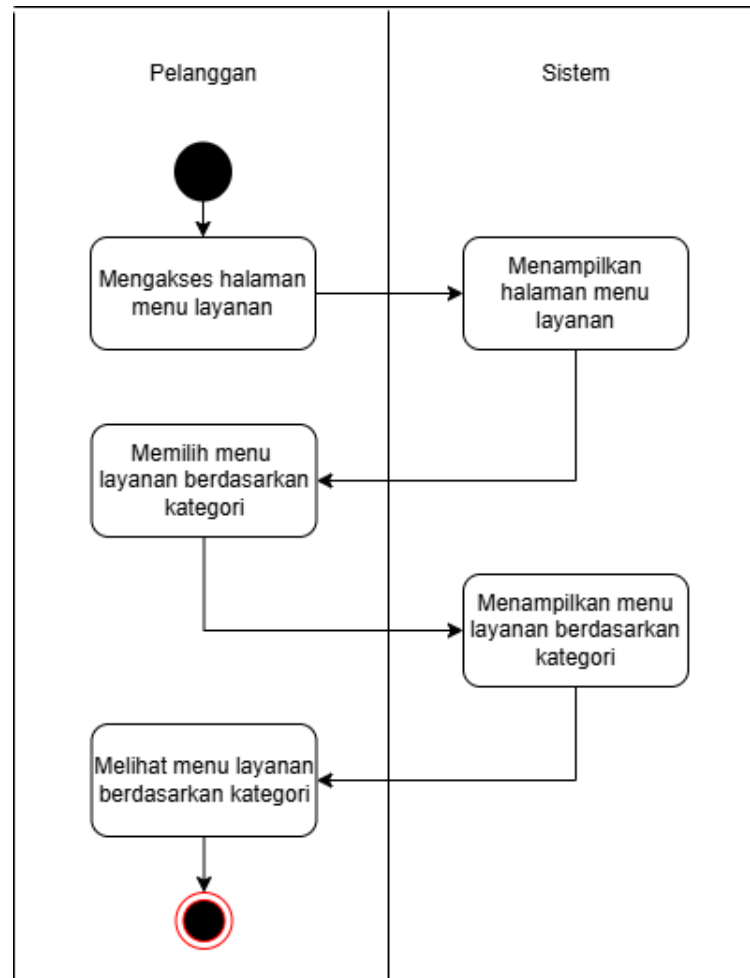 Pelanggan
Sistem
Mengakses halaman
menu layanan
Menampilkan
halaman menu
layanan
Memilih menu
layanan berdasarkan
kategori
Menampilkan menu
layanan berdasarkan
kategori
Melihat menu layanan
berdasarkan kategori